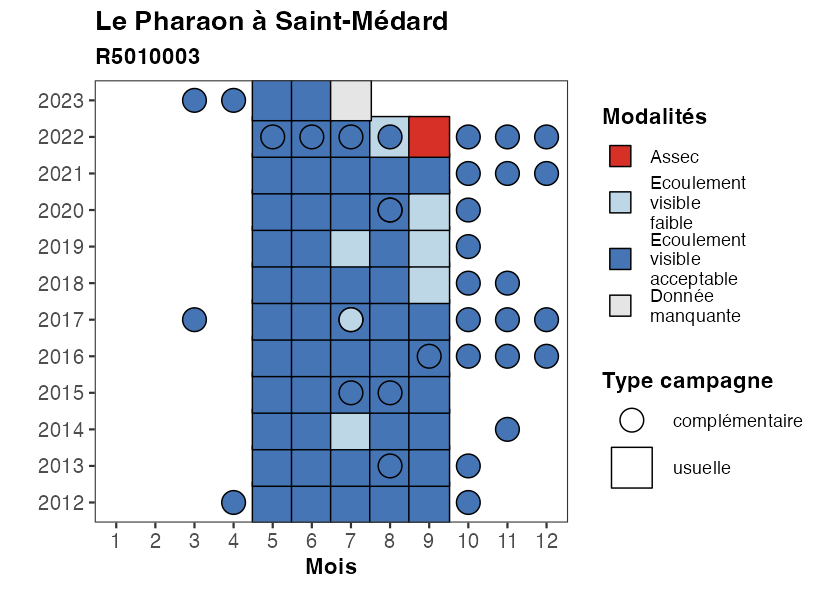 Le Pharaon à Saint-Médard
R5010003
2023
2022
2021
2020
2019
2018
2017
2016
2015
2014
2013
2012
1 2 3 4 5 6 7 8 9 10 11 12
Mois
Modalités
Assec
Ecoulement
visible
faible
Ecoulement
visible
acceptable
Donnée
manquante
Type campagne
complémentaire
usuelle